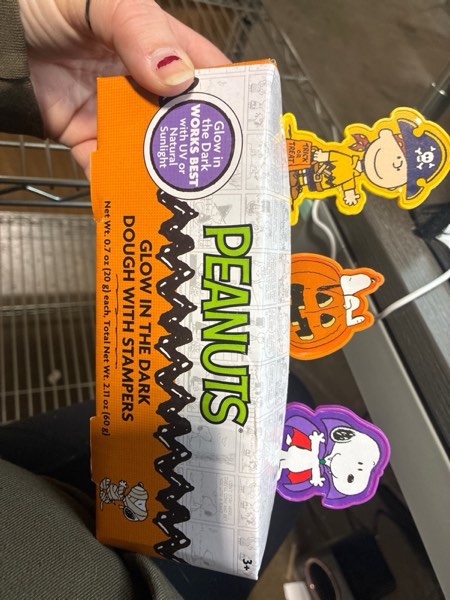 Glow in
the Dark
WORKS BEST
with UV or
Natural
Sunlight
PEANUTS
GLOW IN THE DARK
DOUGH WITH STAMPERS
Net Wt. 0.7 oz (20 g) each, Total Net Wt. 2.11 oz (60 g)
3+
TRICK
OR
TREAT